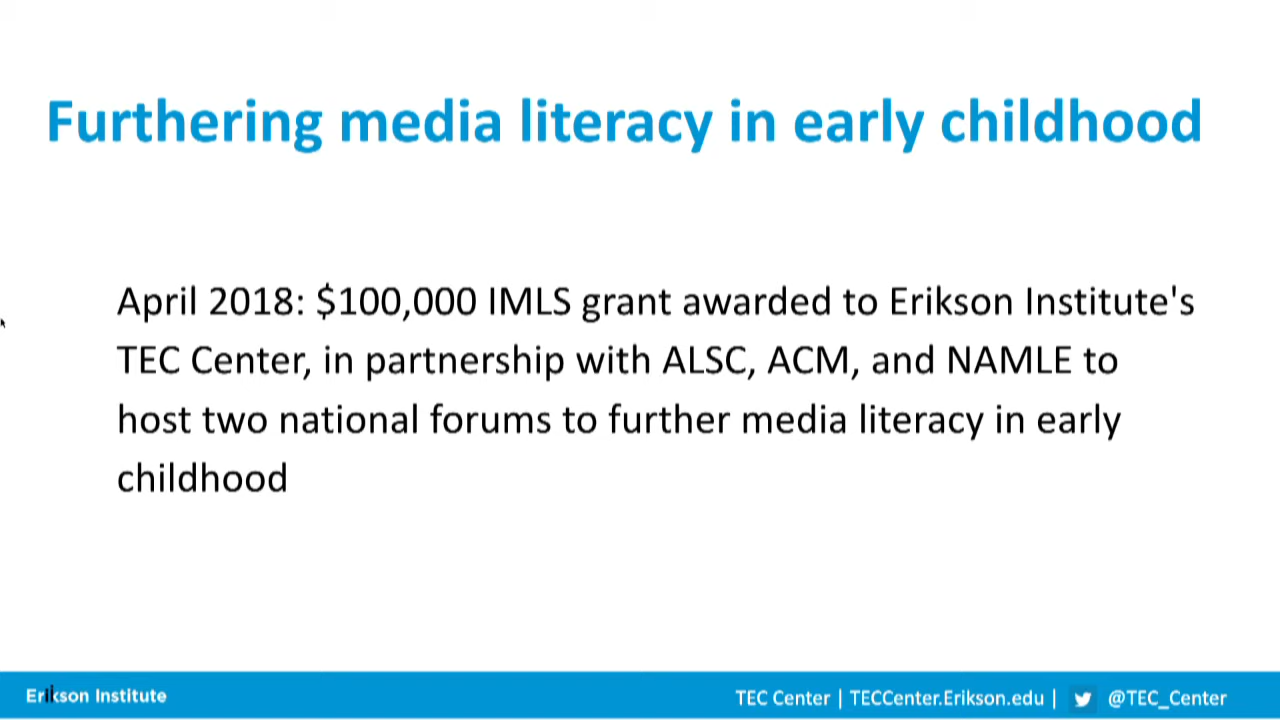 Furthering media literacy in early childhood
April 2018: $100,000 IMLS grant awarded to Erikson Institute's
TEC Center, in partnership with ALSC, ACM, and NAMLE to
host two national forums to further media literacy in early
childhood
Erikson Institute
TEC Center | TECCenter.Erikson.edu | @TEC_Center